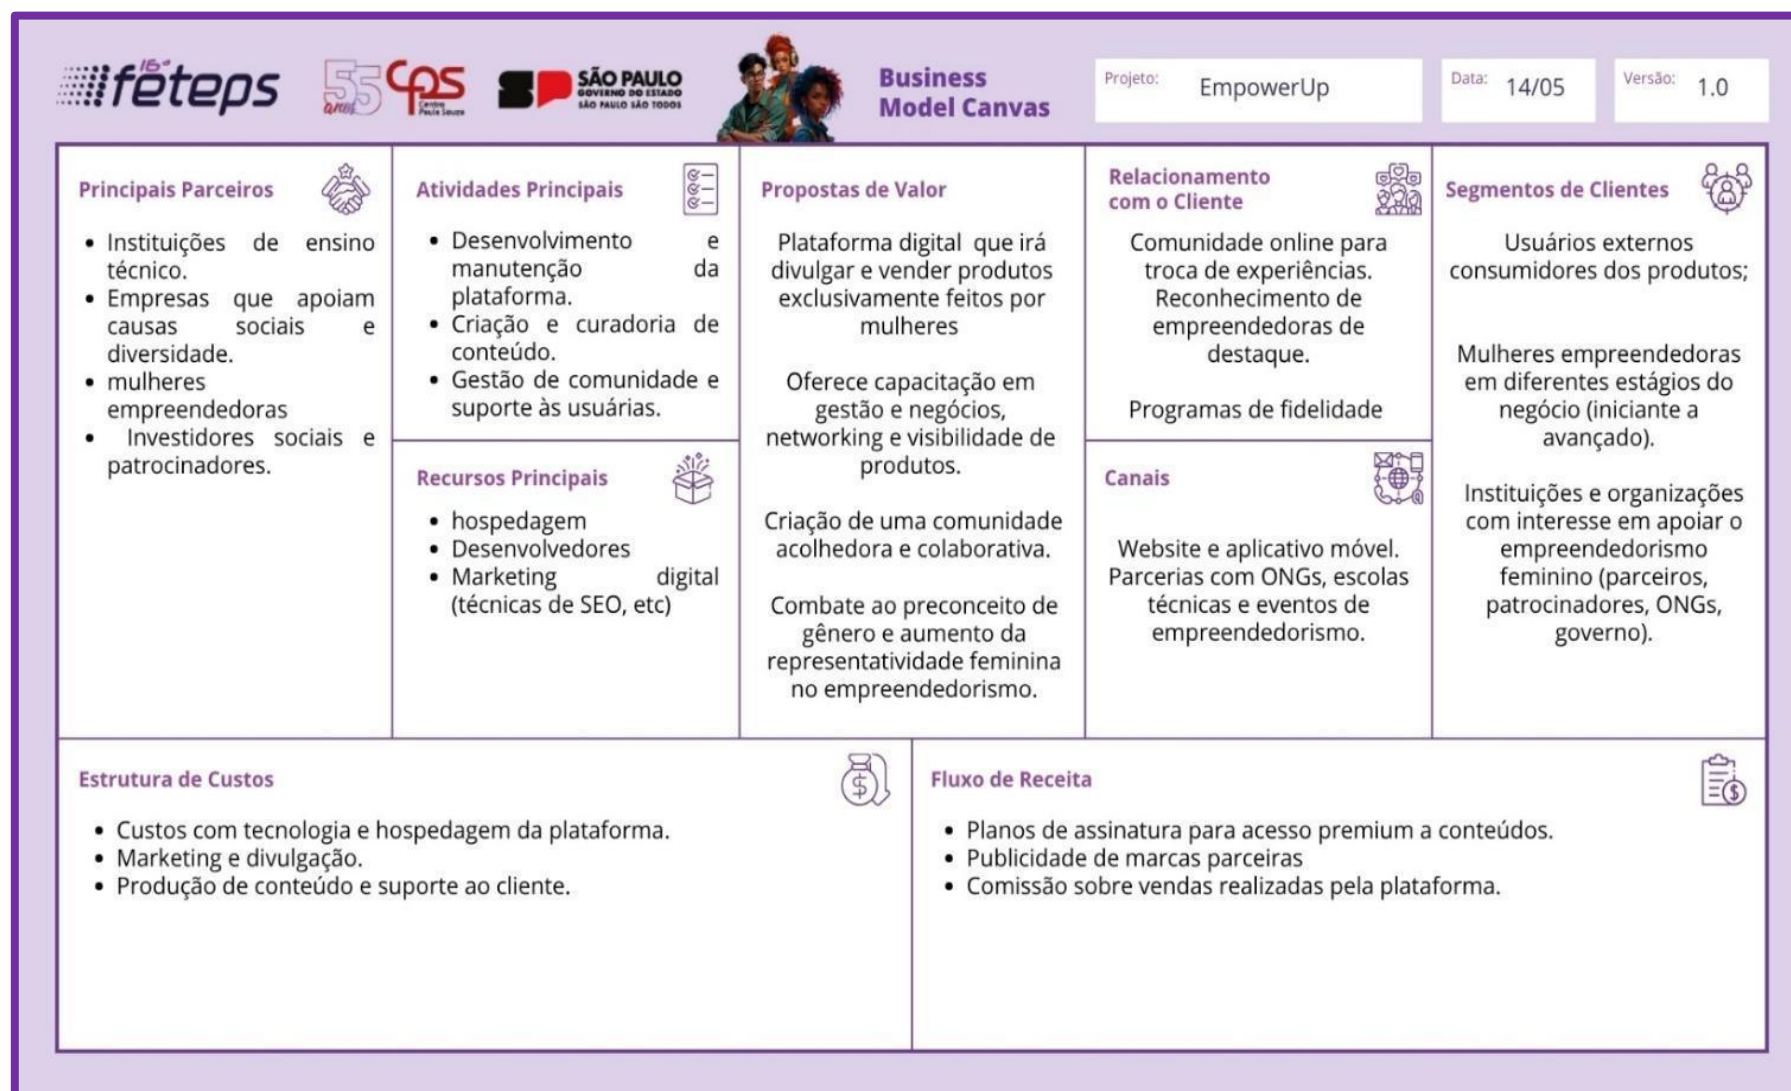 16ª
feteps
55
anos
CPS
Centro
Paula Souza
SP
SÃO PAULO
GOVERNO DO ESTADO
SÃO PAULO SÃO TODOS
Business
Model Canvas
Projeto: EmpowerUp
Data: 14/05
Versão: 1.0
Principais Parceiros
• Instituições de ensino
técnico.
• Empresas que apoiam
causas sociais e
diversidade.
• mulheres
empreendedoras
• Investidores sociais e
patrocinadores.
Atividades Principais
• Desenvolvimento e
manutenção da
plataforma.
• Criação e curadoria de
conteúdo.
• Gestão de comunidade e
suporte às usuárias.
Recursos Principais
• hospedagem
• Desenvolvedores
• Marketing digital
(técnicas de SEO, etc)
Propostas de Valor
Plataforma digital que irá
divulgar e vender produtos
exclusivamente feitos por
mulheres
Oferece capacitação em
gestão e negócios,
networking e visibilidade de
produtos.
Criação de uma comunidade
acolhedora e colaborativa.
Combate ao preconceito de
gênero e aumento da
representatividade feminina
no empreendedorismo.
Relacionamento
com o Cliente
Comunidade online para
troca de experiências.
Reconhecimento de
empreendedoras de
destaque.
Programas de fidelidade
Canais
Website e aplicativo móvel.
Parcerias com ONGs, escolas
técnicas e eventos de
empreendedorismo.
Segmentos de Clientes
Usuários externos
consumidores dos produtos;
Mulheres empreendedoras
em diferentes estágios do
negócio (iniciante a
avançado).
Instituições e organizações
com interesse em apoiar o
empreendedorismo
feminino (parceiros,
patrocinadores, ONGs,
governo).
Estrutura de Custos
• Custos com tecnologia e hospedagem da plataforma.
• Marketing e divulgação.
• Produção de conteúdo e suporte ao cliente.
Fluxo de Receita
• Planos de assinatura para acesso premium a conteúdos.
• Publicidade de marcas parceiras
• Comissão sobre vendas realizadas pela plataforma.